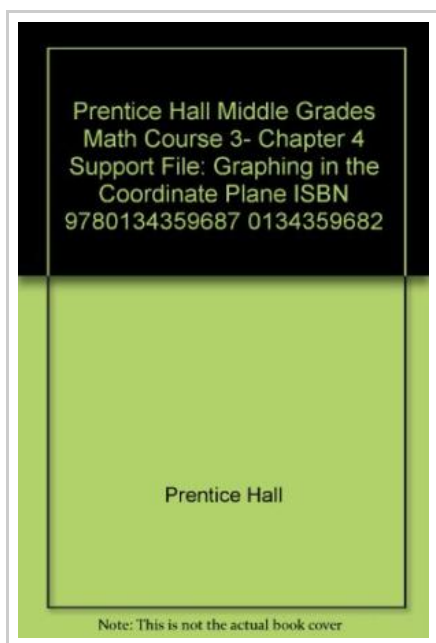 Prentice Hall Middle Grades
Math Course 3- Chapter 4
Support File: Graphing in the
Coordinate Plane ISBN
9780134359687 0134359682
Prentice Hall
Note: This is not the actual book cover